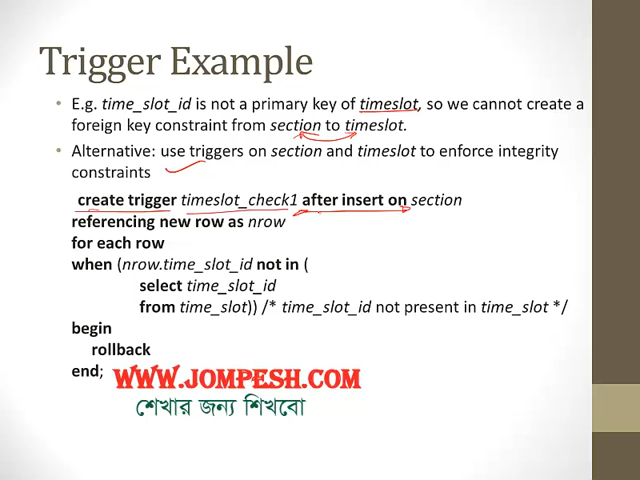 Trigger Example
• E.g. time_slot_id is not a primary key of timeslot, so we cannot create a
foreign key constraint from section to timeslot.
• Alternative: use triggers on section and timeslot to enforce integrity
constraints
create trigger timeslot_check1 after insert on section
referencing new row as nrow
for each row
when (nrow.time_slot_id not in (
select time_slot_id
from time_slot)) /* time_slot_id not present in time_slot */
begin
rollback
end;
WWW.JOMPESH.COM
শেখার জন্য শিখবো